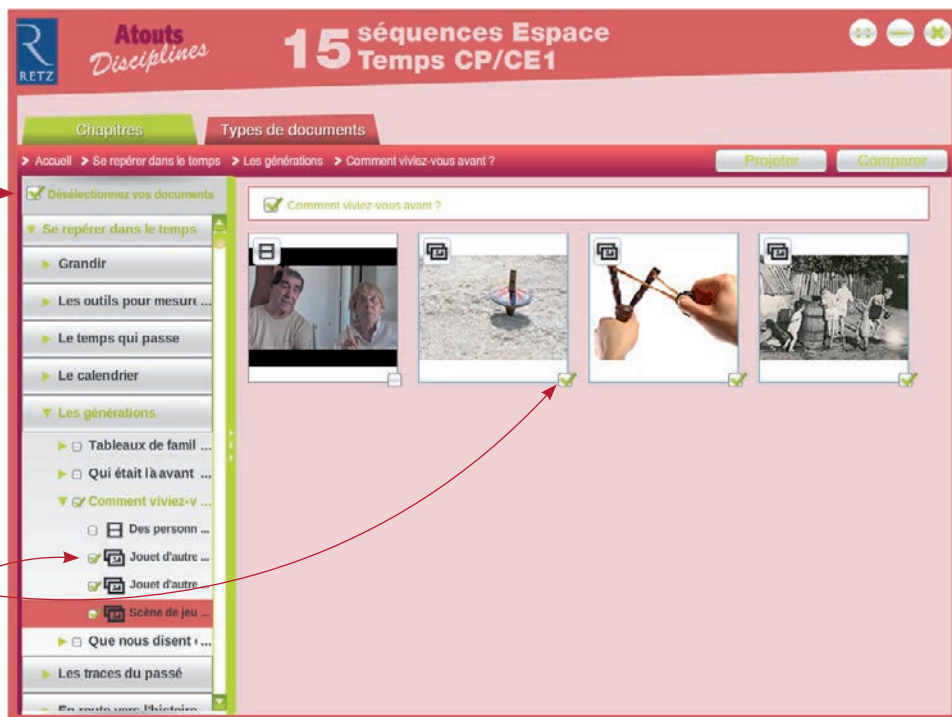 RETZ
Atouts
Disciplines
15 séquences Espace
Temps CP/CE1
Chapitres
Types de documents
> Accueil > Se repérer dans le temps > Les générations > Comment viviez-vous avant ?
Projeter
Comparer
Désélectionnez vos documents
Comment viviez-vous avant ?
Se repérer dans le temps
Grandir
Les outils pour mesure ...
Le temps qui passe
Le calendrier
Les générations
Tableaux de famil ...
Qui était là avant ...
Comment viviez-v ...
Des personn ...
Jouet d'autre ...
Jouet d'autre ...
Scène de jeu ...
Que nous disent ...
Les traces du passé
En route vers l'histoire